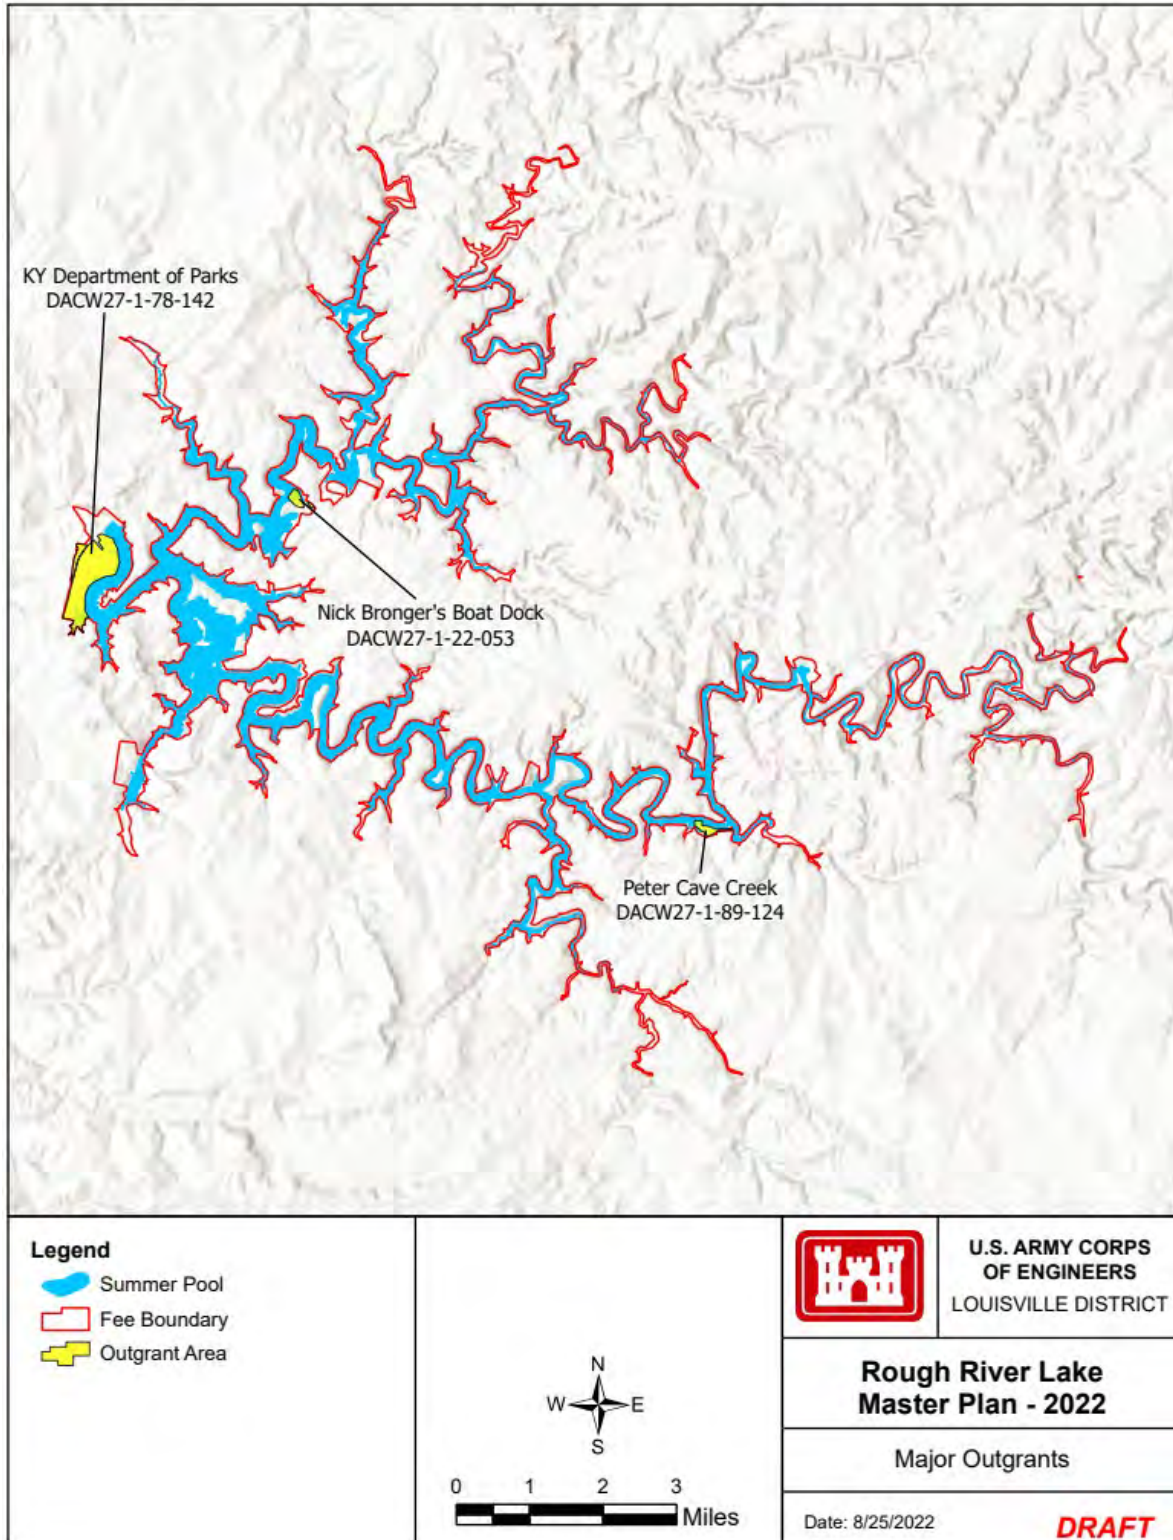 KY Department of Parks
DACW27-1-78-142
Nick Bronger's Boat Dock
DACW27-1-22-053
Peter Cave Creek
DACW27-1-89-124
Legend
Summer Pool
Fee Boundary
Outgrant Area
N
W E
S
0 1 2 3
Miles
U.S. ARMY CORPS
OF ENGINEERS
LOUISVILLE DISTRICT
Rough River Lake
Master Plan - 2022
Major Outgrants
Date: 8/25/2022
DRAFT